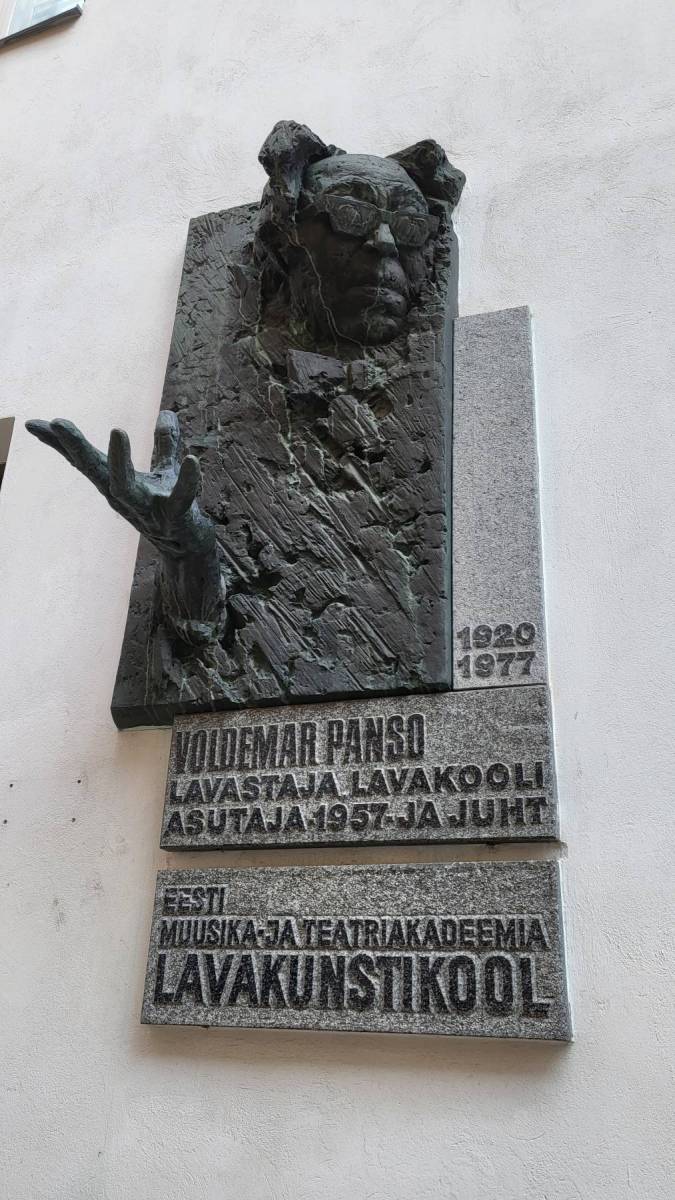 1920
1977
VOLDEMAR PANSO
LAVASTAJA, LAVAKOOLI
ASUTAJA 1957 JA JUHT
EESTI
MUUSIKA- JA TEATRIAKADEEMIA
LAVAKUNSTIKOOL